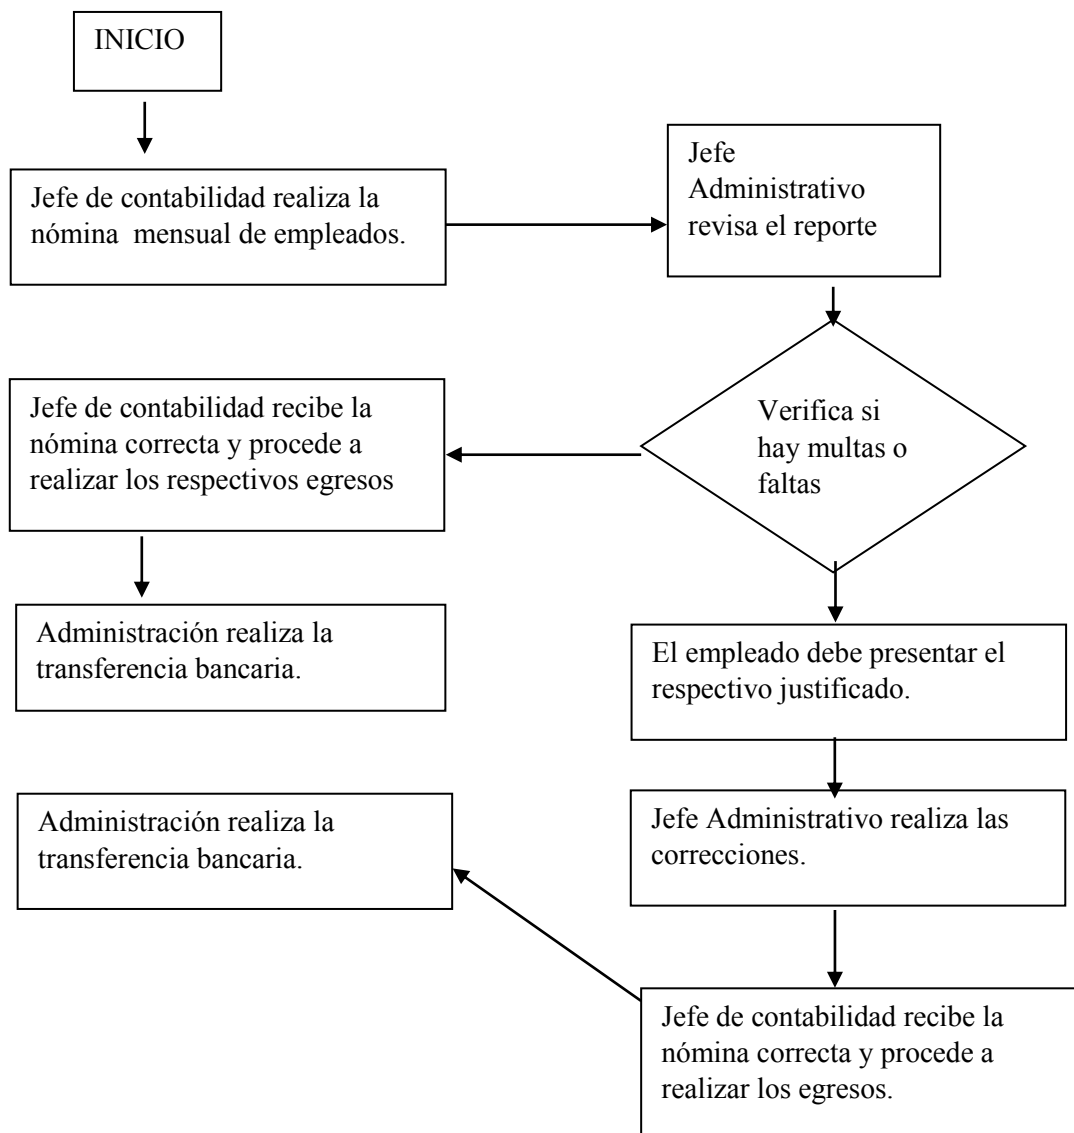 INICIO
Jefe de contabilidad realiza la
nómina  mensual de empleados.
Jefe
Administrativo
revisa el reporte
Verifica si
hay multas o
faltas
Jefe de contabilidad recibe la
nómina correcta y procede a
realizar los respectivos egresos
Administración realiza la
transferencia bancaria.
El empleado debe presentar el
respectivo justificado.
Jefe Administrativo realiza las
correcciones.
Jefe de contabilidad recibe la
nómina correcta y procede a
realizar los egresos.
Administración realiza la
transferencia bancaria.